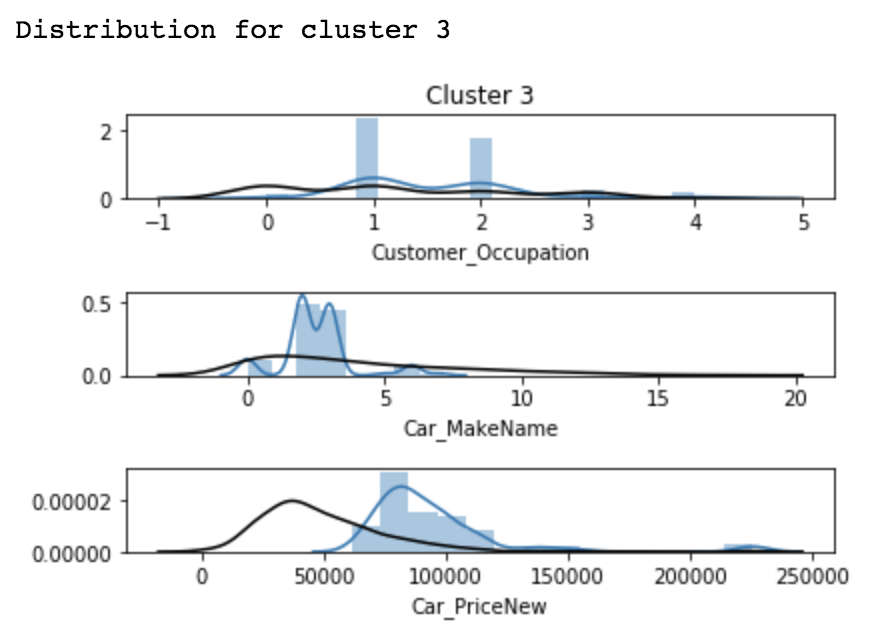 Distribution for cluster 3
Cluster 3
2
0
−1 0 1 2 3 4 5
Customer_Occupation
0.5
0.0
0 5 10 15 20
Car_MakeName
0.00002
0.00000
0 50000 100000 150000 200000 250000
Car_PriceNew